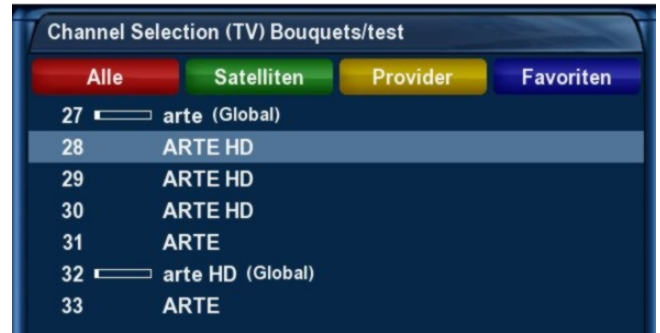 Channel Selection (TV) Bouquets/test
Alle Satelliten Provider Favoriten
27 arte (Global)
28 ARTE HD
29 ARTE HD
30 ARTE HD
31 ARTE
32 arte HD (Global)
33 ARTE